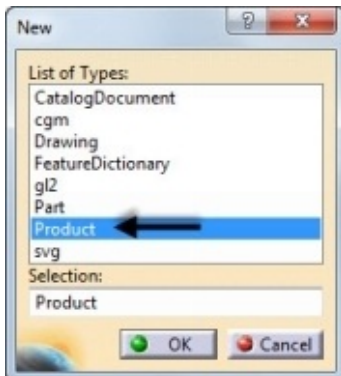 New
List of Types:
CatalogDocument
cgm
Drawing
FeatureDictionary
gl2
Part
Product
svg
Selection:
Product
OK
Cancel